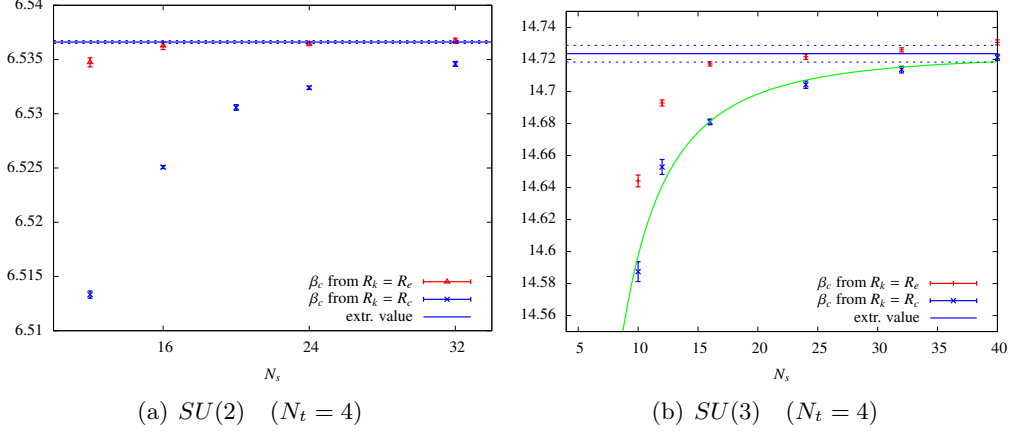 6.54
6.535
6.53
6.525
6.52
6.515
6.51
16
24
32
N_s
β_c from R_k = R_e
β_c from R_k = R_c
extr. value
(a) SU(2) (N_t = 4)
14.74
14.72
14.7
14.68
14.66
14.64
14.62
14.6
14.58
14.56
5
10
15
20
25
30
35
40
N_s
β_c from R_k = R_e
β_c from R_k = R_c
extr. value
(b) SU(3) (N_t = 4)